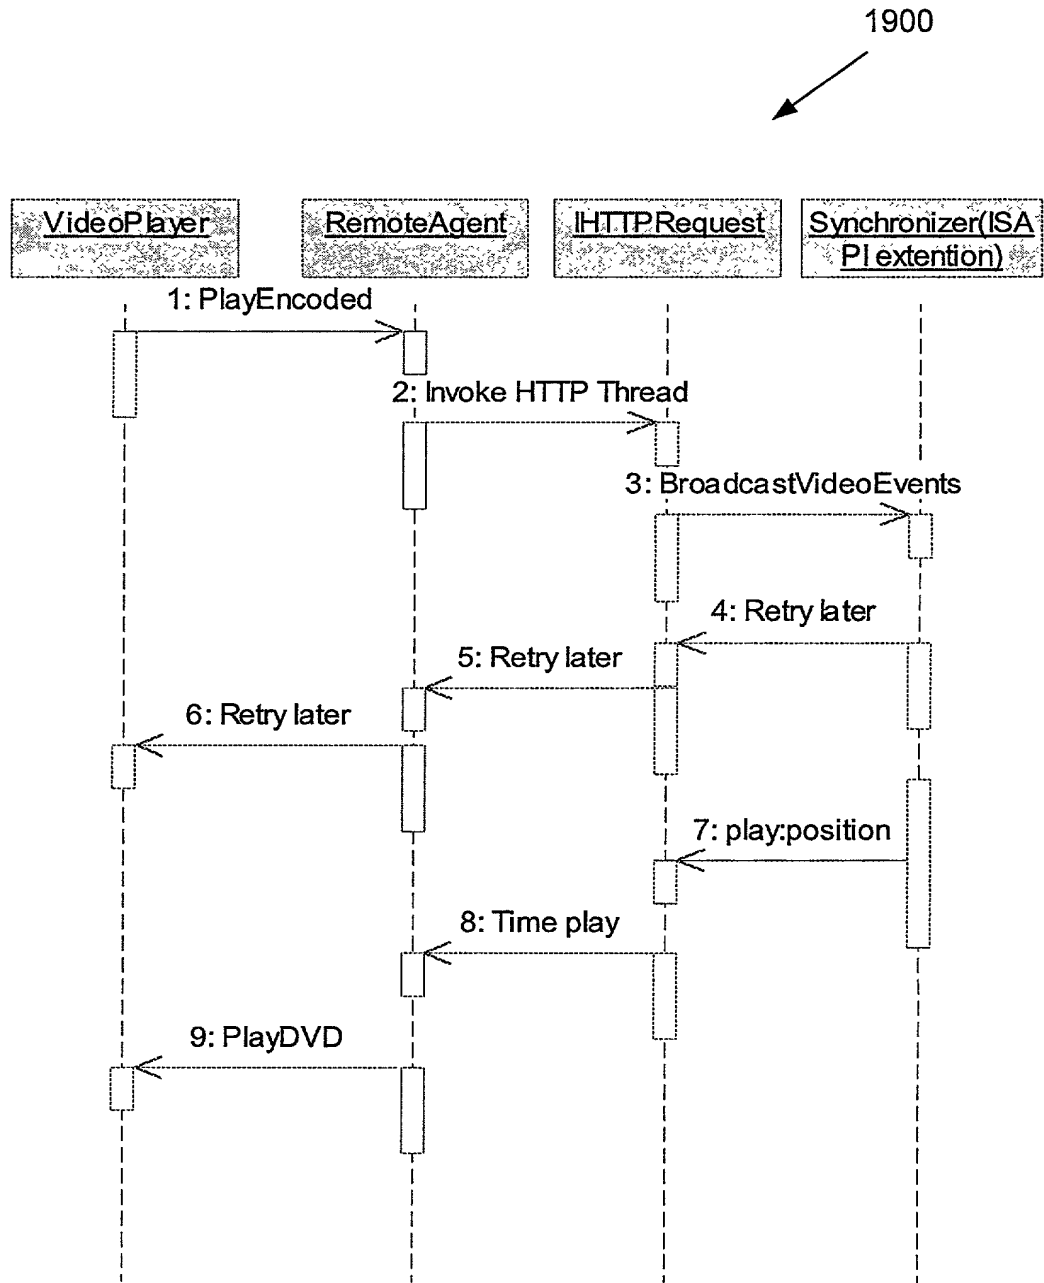 1900
VideoPlayer
RemoteAgent
IHTTPRequest
Synchronizer(ISA
PI extention)
1: PlayEncoded
2: Invoke HTTP Thread
3: BroadcastVideoEvents
4: Retry later
5: Retry later
6: Retry later
7: play:position
8: Time play
9: PlayDVD